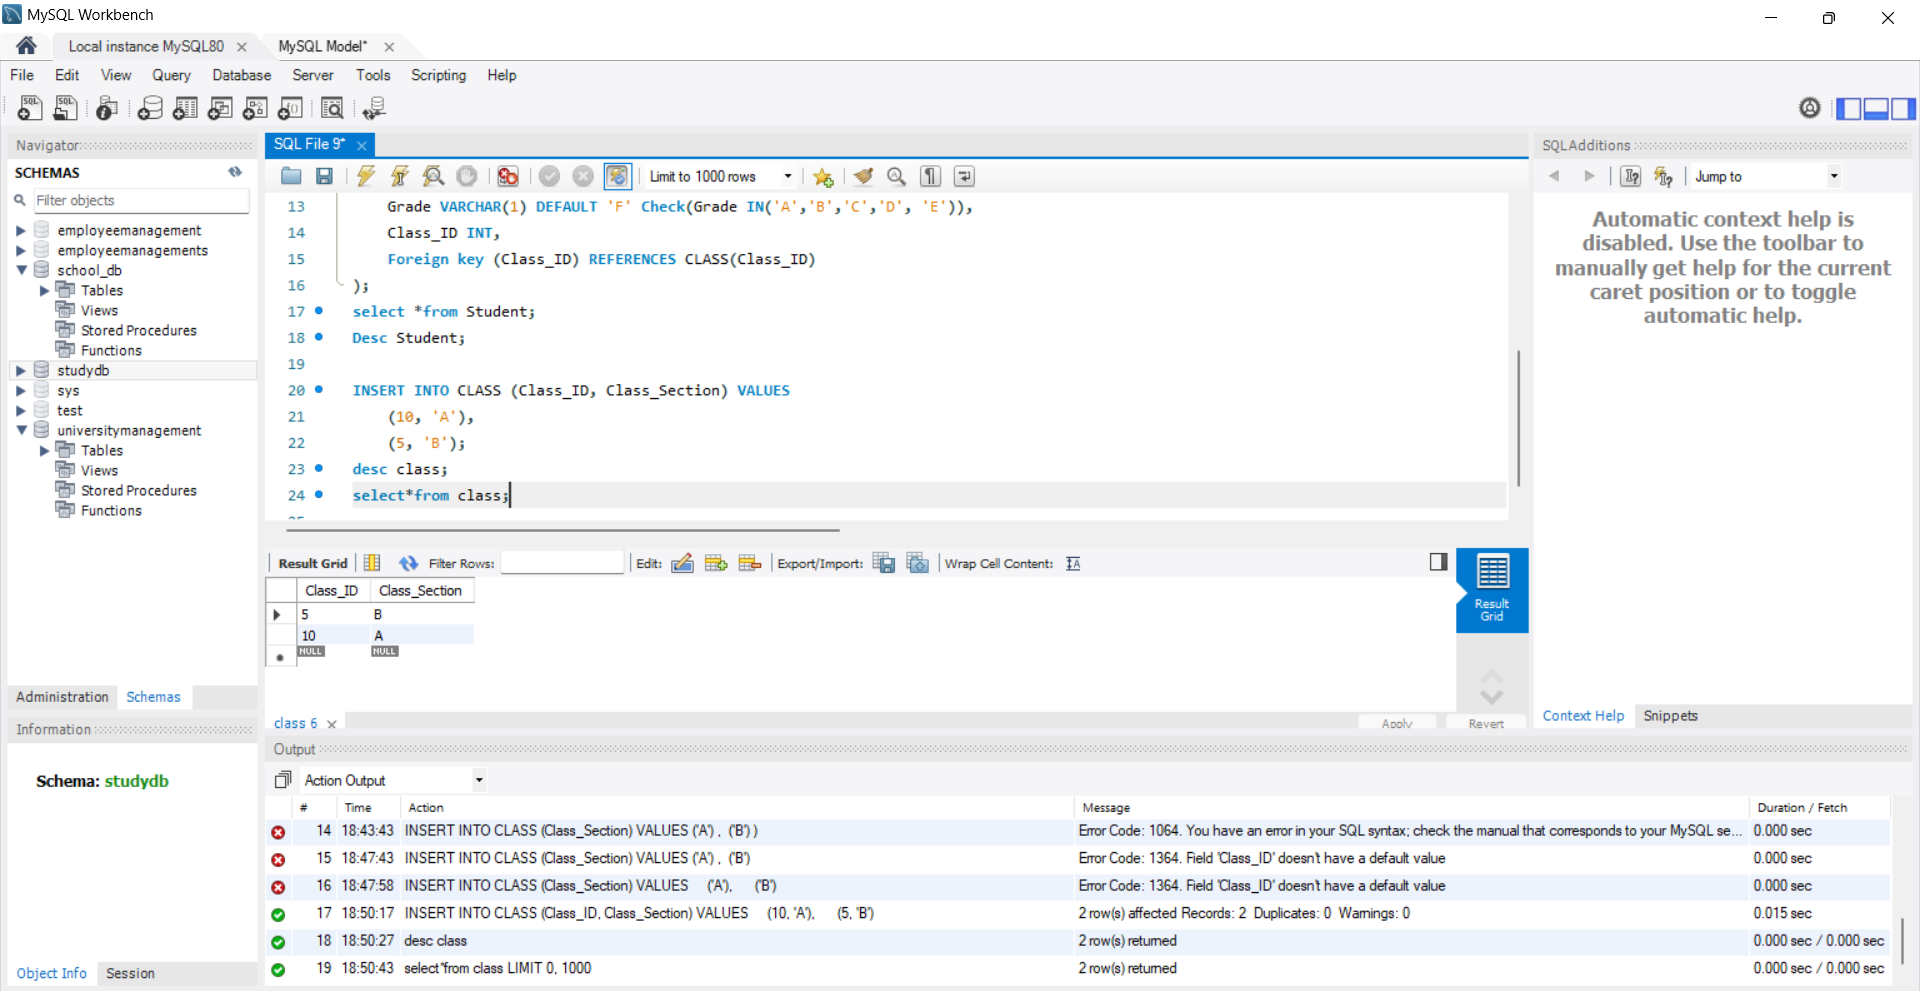 MySQL Workbench
Local instance MySQL80
MySQL Model*
File Edit View Query Database Server Tools Scripting Help
Navigator
SCHEMAS
Filter objects
employeemanagement
employeemanagements
school_db
Tables
Views
Stored Procedures
Functions
studydb
sys
test
universitymanagement
Tables
Views
Stored Procedures
Functions
Administration Schemas
Information
Schema: studydb
Object Info Session
SQL File 9*
Limit to 1000 rows
13 Grade VARCHAR(1) DEFAULT 'F' Check(Grade IN('A','B','C','D', 'E')),
14 Class_ID INT,
15 Foreign key (Class_ID) REFERENCES CLASS(Class_ID)
16 );
17 select *from Student;
18 Desc Student;
19
20 INSERT INTO CLASS (Class_ID, Class_Section) VALUES
21 (10, 'A'),
22 (5, 'B');
23 desc class;
24 select*from class;
Result Grid Filter Rows: Edit: Export/Import: Wrap Cell Content:
Class_ID Class_Section
5 B
10 A
NULL NULL
Result
Grid
class 6
Apply Revert
SQLAdditions
Jump to
Automatic context help is
disabled. Use the toolbar to
manually get help for the current
caret position or to toggle
automatic help.
Context Help Snippets
Output
Action Output
# Time Action Message Duration / Fetch
14 18:43:43 INSERT INTO CLASS (Class_Section) VALUES ('A') , ('B') ) Error Code: 1064. You have an error in your SQL syntax; check the manual that corresponds to your MySQL se... 0.000 sec
15 18:47:43 INSERT INTO CLASS (Class_Section) VALUES ('A') , ('B') Error Code: 1364. Field 'Class_ID' doesn't have a default value 0.000 sec
16 18:47:58 INSERT INTO CLASS (Class_Section) VALUES ('A'), ('B') Error Code: 1364. Field 'Class_ID' doesn't have a default value 0.000 sec
17 18:50:17 INSERT INTO CLASS (Class_ID, Class_Section) VALUES (10, 'A'), (5, 'B') 2 row(s) affected Records: 2 Duplicates: 0 Warnings: 0 0.015 sec
18 18:50:27 desc class 2 row(s) returned 0.000 sec / 0.000 sec
19 18:50:43 select*from class LIMIT 0, 1000 2 row(s) returned 0.000 sec / 0.000 sec